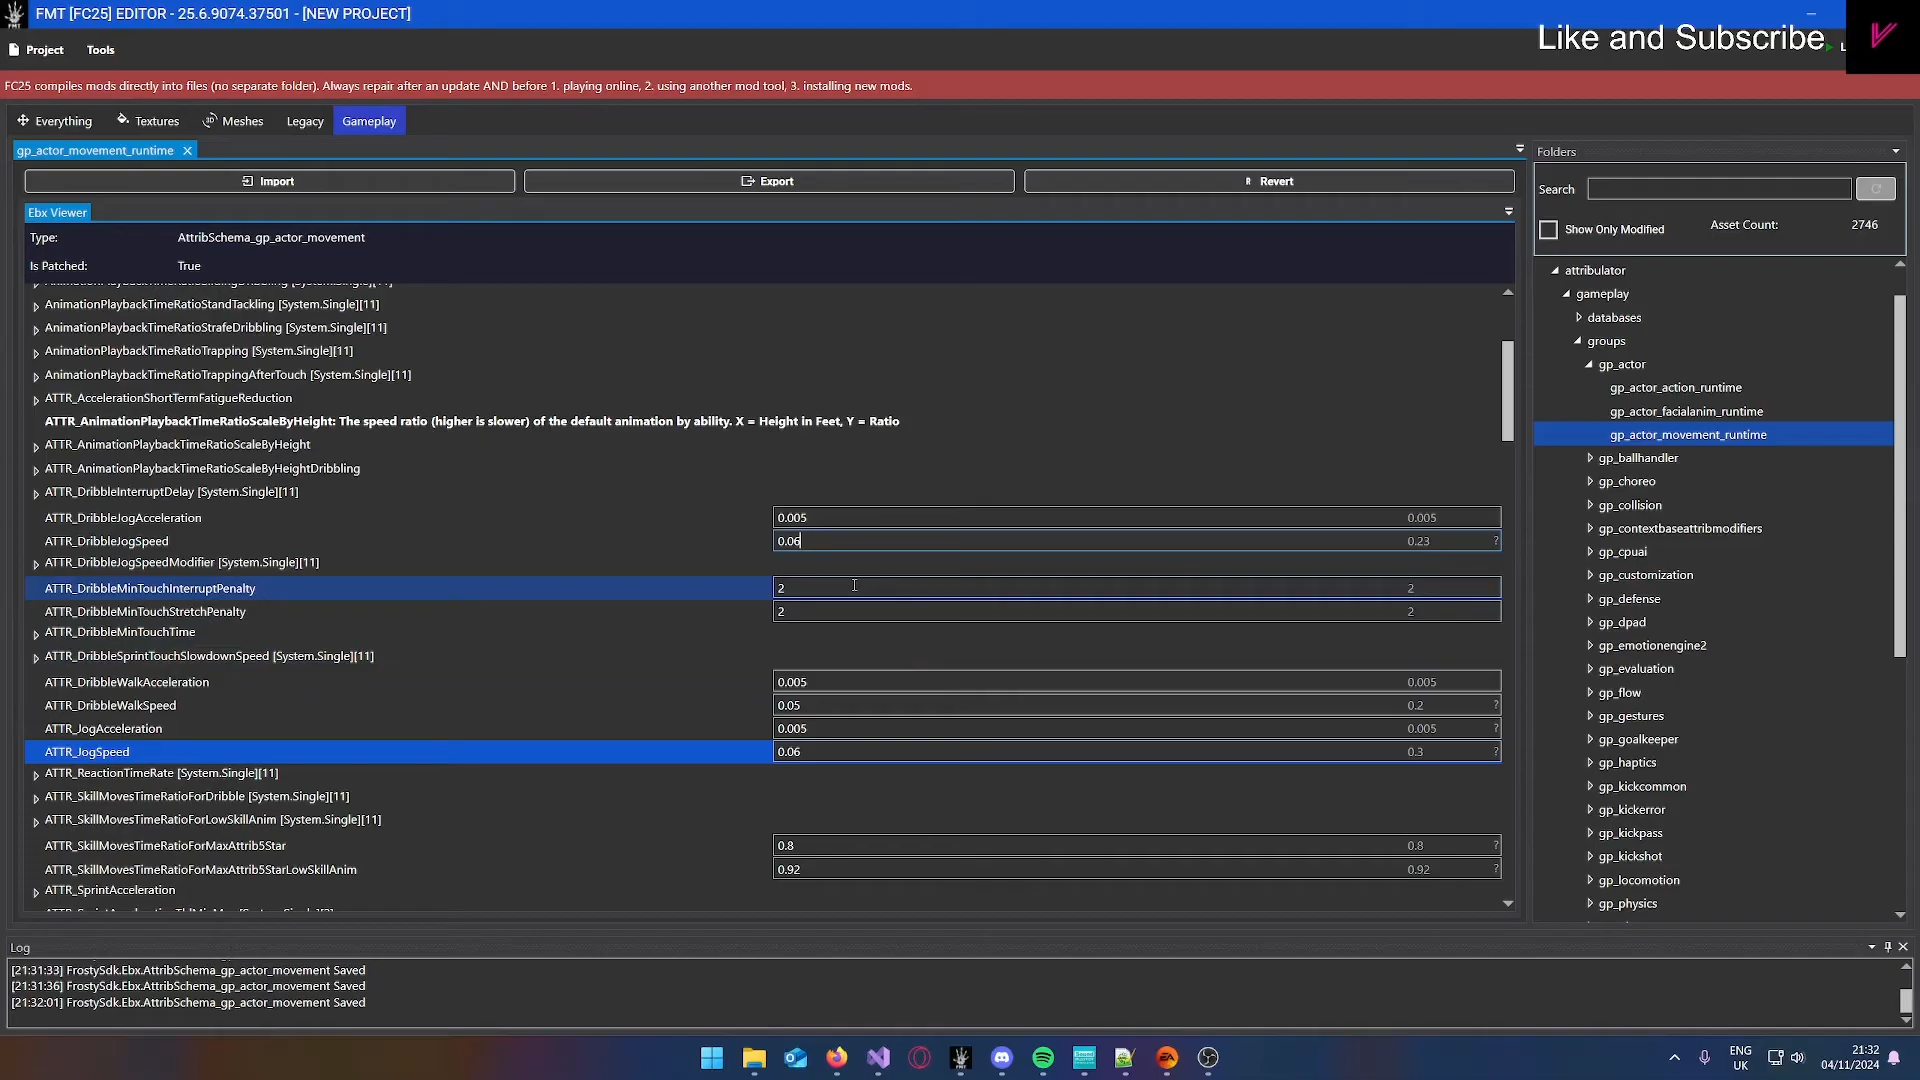 FMT [FC25] EDITOR - 25.6.9074.37501 - [NEW PROJECT]
Like and Subscribe
Project Tools
FC25 compiles mods directly into files (no separate folder). Always repair after an update AND before 1. playing online, 2. using another mod tool, 3. installing new mods.
Everything Textures Meshes Legacy Gameplay
gp_actor_movement_runtime
Import Export Revert
Ebx Viewer
Type: AttribSchema_gp_actor_movement
Is Patched: True
AnimationPlaybackTimeRatioStandTackling [System.Single][11]
AnimationPlaybackTimeRatioStrafeDribbling [System.Single][11]
AnimationPlaybackTimeRatioTrapping [System.Single][11]
AnimationPlaybackTimeRatioTrappingAfterTouch [System.Single][11]
ATTR_AccelerationShortTermFatigueReduction
ATTR_AnimationPlaybackTimeRatioScaleByHeight: The speed ratio (higher is slower) of the default animation by ability. X = Height in Feet, Y = Ratio
ATTR_AnimationPlaybackTimeRatioScaleByHeight
ATTR_AnimationPlaybackTimeRatioScaleByHeightDribbling
ATTR_DribbleInterruptDelay [System.Single][11]
ATTR_DribbleJogAcceleration 0.005 0.005
ATTR_DribbleJogSpeed 0.06 0.23 ?
ATTR_DribbleJogSpeedModifier [System.Single][11]
ATTR_DribbleMinTouchInterruptPenalty 2 2
ATTR_DribbleMinTouchStretchPenalty 2 2
ATTR_DribbleMinTouchTime
ATTR_DribbleSprintTouchSlowdownSpeed [System.Single][11]
ATTR_DribbleWalkAcceleration 0.005 0.005
ATTR_DribbleWalkSpeed 0.05 0.2 ?
ATTR_JogAcceleration 0.005 0.005 ?
ATTR_JogSpeed 0.06 0.3 ?
ATTR_ReactionTimeRate [System.Single][11]
ATTR_SkillMovesTimeRatioForDribble [System.Single][11]
ATTR_SkillMovesTimeRatioForLowSkillAnim [System.Single][11]
ATTR_SkillMovesTimeRatioForMaxAttrib5Star 0.8 0.8 ?
ATTR_SkillMovesTimeRatioForMaxAttrib5StarLowSkillAnim 0.92 0.92 ?
ATTR_SprintAcceleration
Folders
Search
Show Only Modified Asset Count: 2746
attribulator
gameplay
databases
groups
gp_actor
gp_actor_action_runtime
gp_actor_facialanim_runtime
gp_actor_movement_runtime
gp_ballhandler
gp_choreo
gp_collision
gp_contextbaseattribmodifiers
gp_cpuai
gp_customization
gp_defense
gp_dpad
gp_emotionengine2
gp_evaluation
gp_flow
gp_gestures
gp_goalkeeper
gp_haptics
gp_kickcommon
gp_kickerror
gp_kickpass
gp_kickshot
gp_locomotion
gp_physics
Log
[21:31:33] FrostySdk.Ebx.AttribSchema_gp_actor_movement Saved
[21:31:36] FrostySdk.Ebx.AttribSchema_gp_actor_movement Saved
[21:32:01] FrostySdk.Ebx.AttribSchema_gp_actor_movement Saved
ENG
UK
21:32
04/11/2024